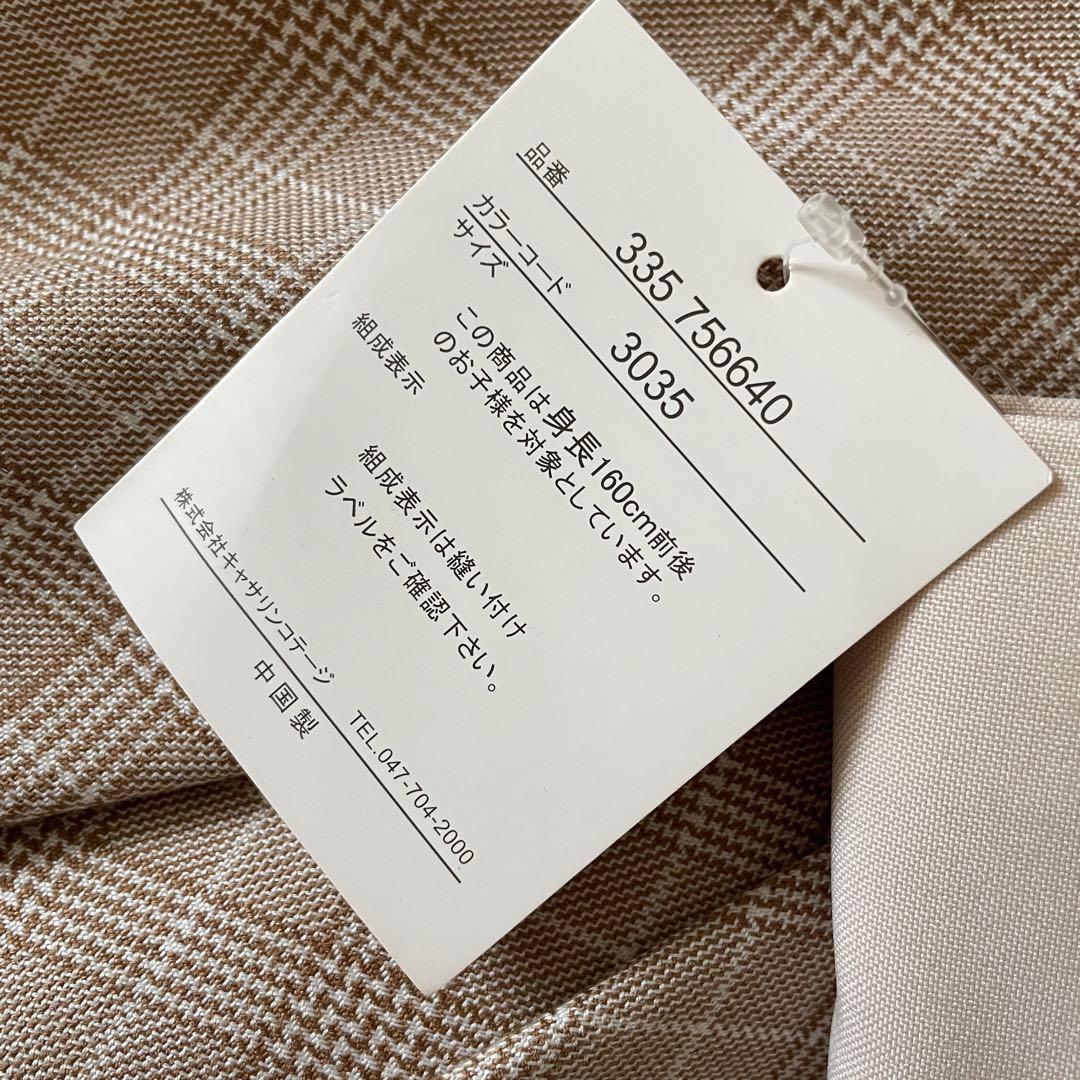 品番 335 756640
カラーコード 3035
サイズ
この商品は身長160cm前後
のお子様を対象としています。
組成表示
組成表示は縫い付け
ラベルをご確認下さい。
株式会社キャサリンコテージ TEL.047-704-2000
中国製